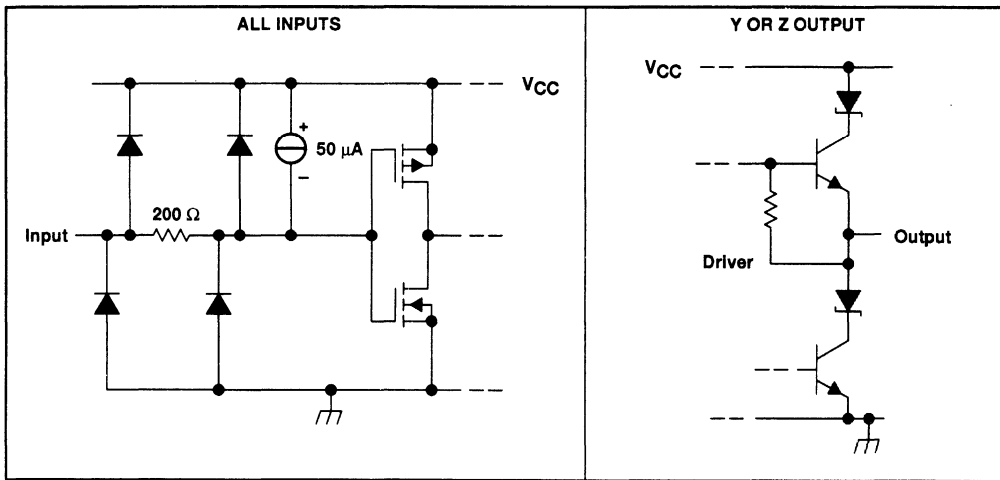 ALL INPUTS
VCC
+
50 μA
–
200 Ω
Input
Y OR Z OUTPUT
VCC
Output
Driver